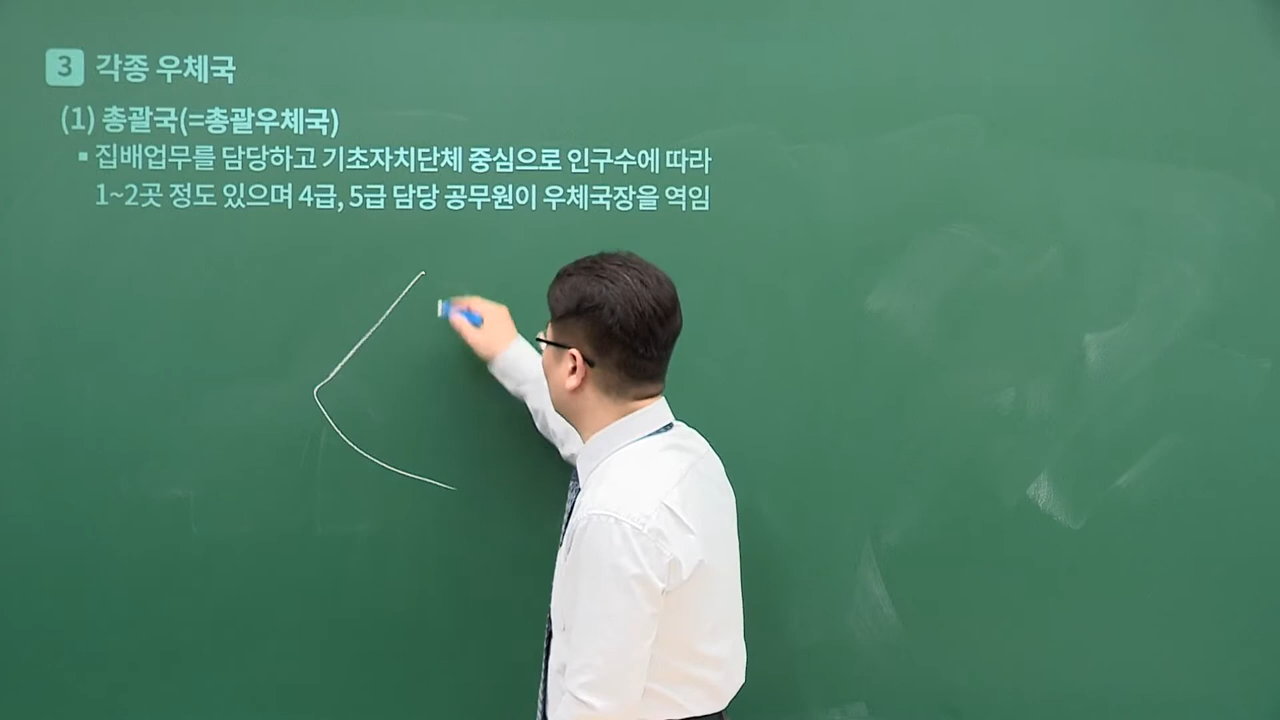 3 각종 우체국
(1) 총괄국(=총괄우체국)
▪ 집배업무를 담당하고 기초자치단체 중심으로 인구수에 따라
1~2곳 정도 있으며 4급, 5급 담당 공무원이 우체국장을 역임